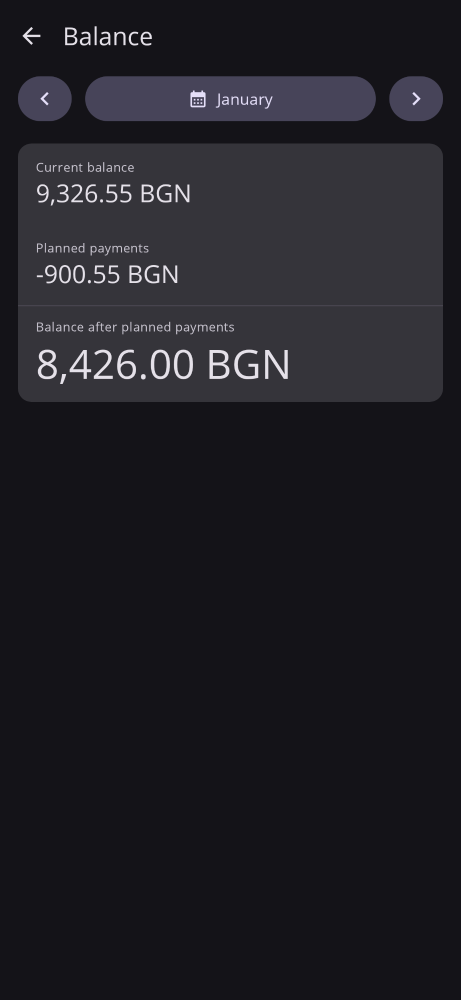 Balance
January
Current balance
9,326.55 BGN
Planned payments
-900.55 BGN
Balance after planned payments
8,426.00 BGN